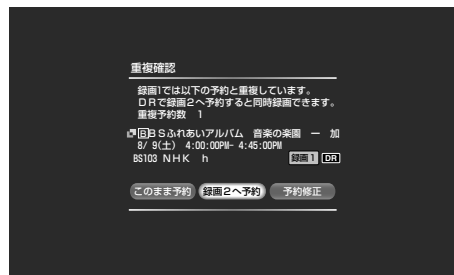 重複確認
録画1では以下の予約と重複しています。
DRで録画2へ予約すると同時録画できます。
重複予約数 1
BBSふれあいアルバム 音楽の楽園 ー 加
8/ 9(土) 4:00:00PM- 4:45:00PM
BS103 NHK h 録画1 DR
このまま予約 録画2へ予約 予約修正